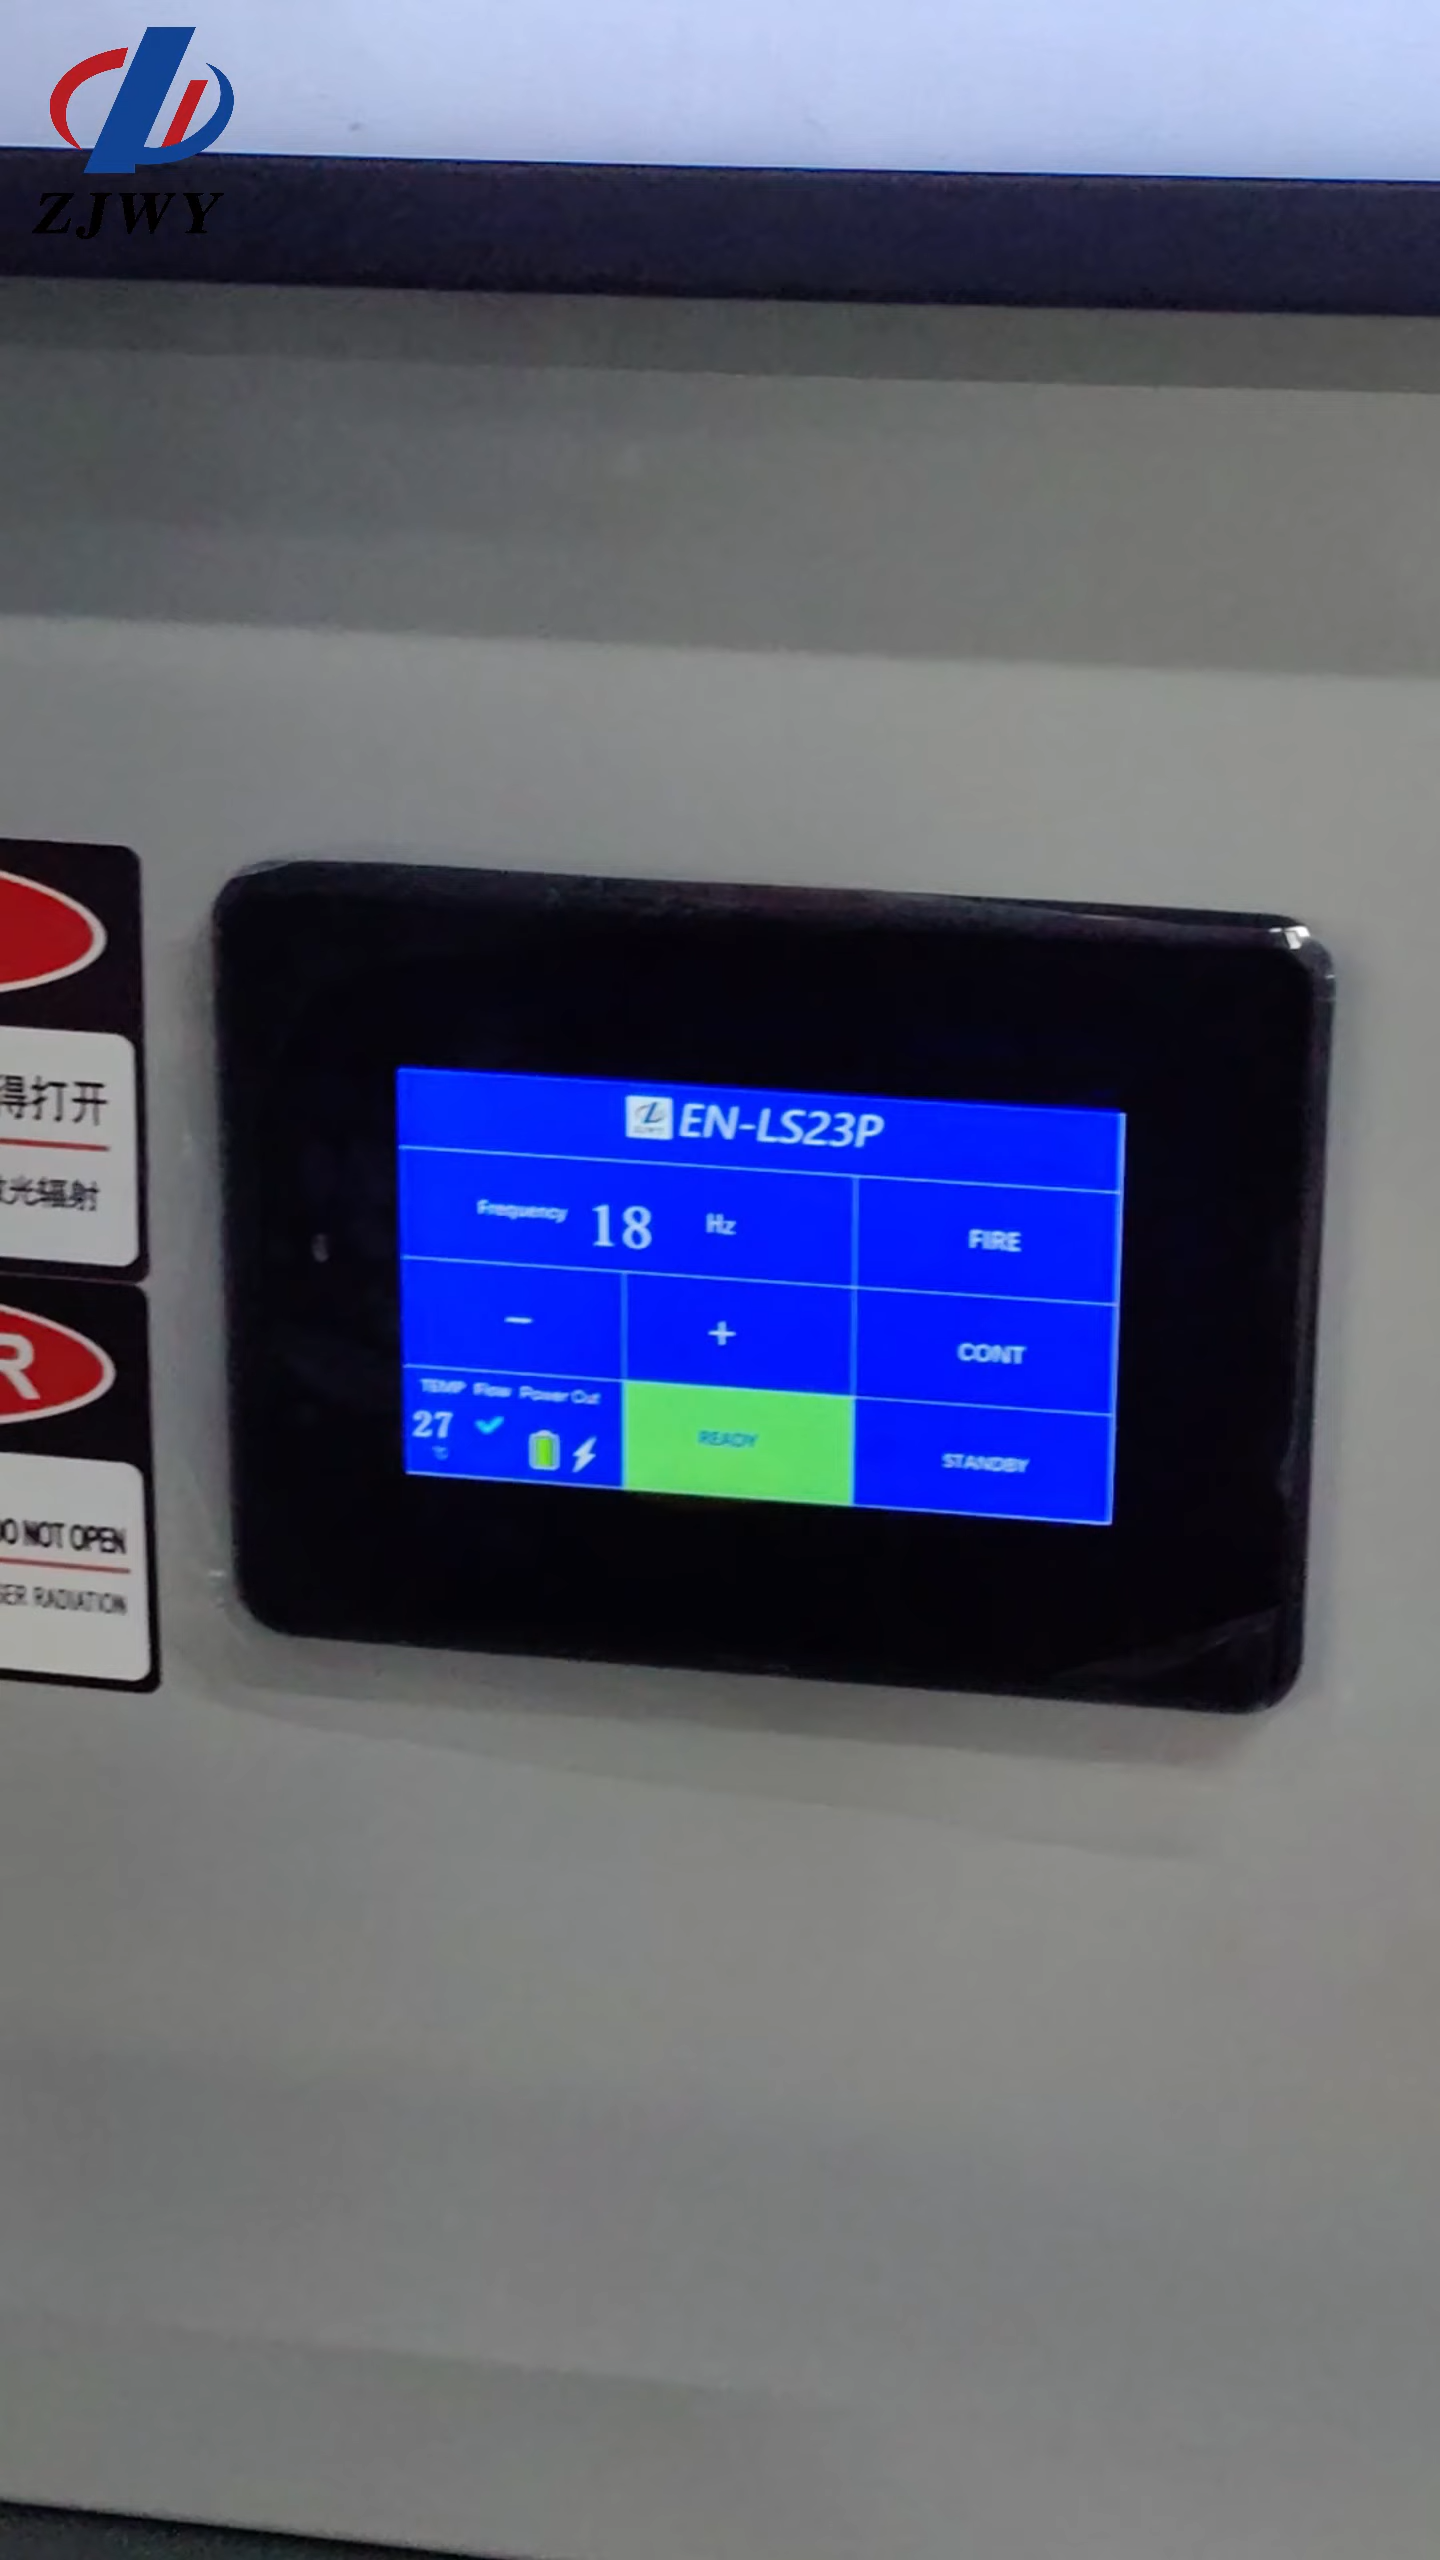 ZJWY
得打开
光辐射
R
DO NOT OPEN
SER RADIATION
EN-LS23P
Frequency 18 Hz
FIRE
- +
CONT
TEMP Flow Power Out
27
℃
READY
STANDBY